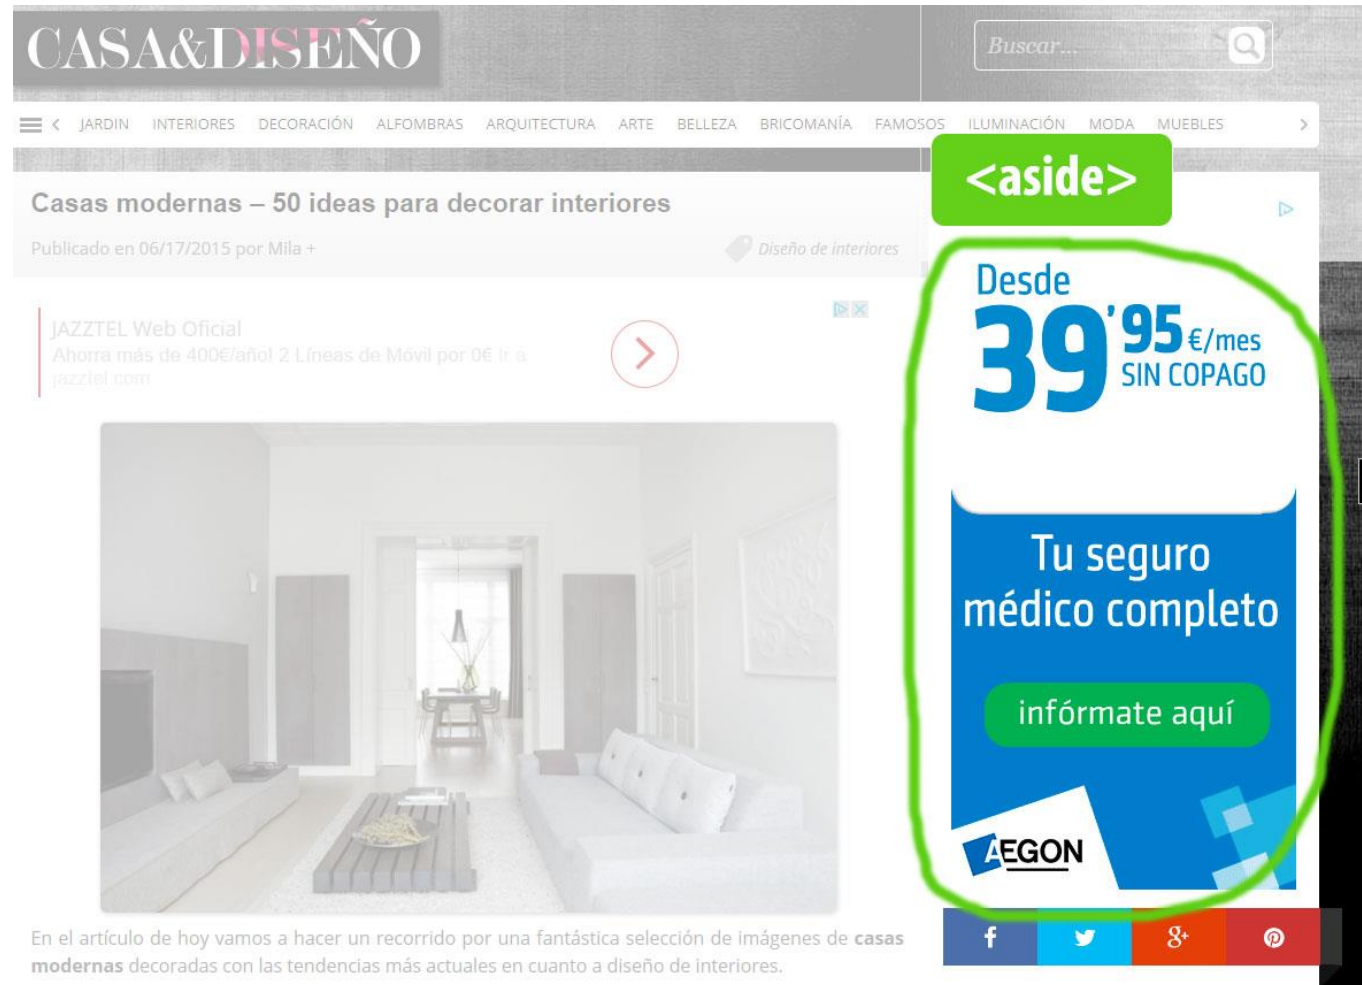 CASA&DISEÑO
Buscar...
JARDIN INTERIORES DECORACIÓN ALFOMBRAS ARQUITECTURA ARTE BELLEZA BRICOMANÍA FAMOSOS ILUMINACIÓN MODA MUEBLES
<aside>
Casas modernas – 50 ideas para decorar interiores
Publicado en 06/17/2015 por Mila +
Diseño de interiores
JAZZTEL Web Oficial
Ahorra más de 400€/año! 2 Líneas de Móvil por 0€ Ir a
jazztel.com
Desde
39'95 €/mes
SIN COPAGO
Tu seguro
médico completo
infórmate aquí
AEGON
En el artículo de hoy vamos a hacer un recorrido por una fantástica selección de imágenes de casas
modernas decoradas con las tendencias más actuales en cuanto a diseño de interiores.